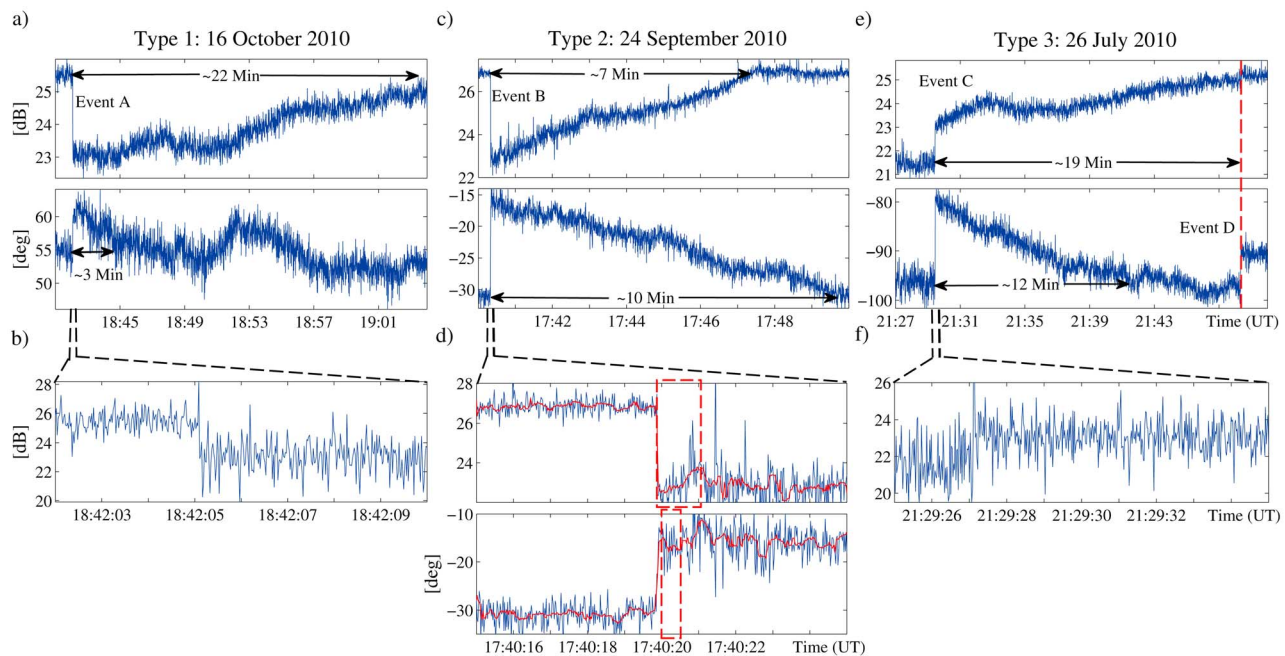 a)
Type 1: 16 October 2010
[dB]
25
24
23
~22 Min
Event A
[deg]
60
55
50
~3 Min
18:45 18:49 18:53 18:57 19:01
b)
[dB]
28
26
24
22
20
18:42:03 18:42:05 18:42:07 18:42:09
c)
Type 2: 24 September 2010
26
24
22
~7 Min
Event B
−15
−20
−25
−30
~10 Min
17:42 17:44 17:46 17:48
d)
28
26
24
−10
−20
−30
[deg]
17:40:16 17:40:18 17:40:20 17:40:22 Time (UT)
e)
Type 3: 26 July 2010
25
24
23
22
21
Event C
~19 Min
−80
−90
−100
Event D
~12 Min
21:27 21:31 21:35 21:39 21:43 Time (UT)
f)
26
24
22
20
21:29:26 21:29:28 21:29:30 21:29:32 Time (UT)